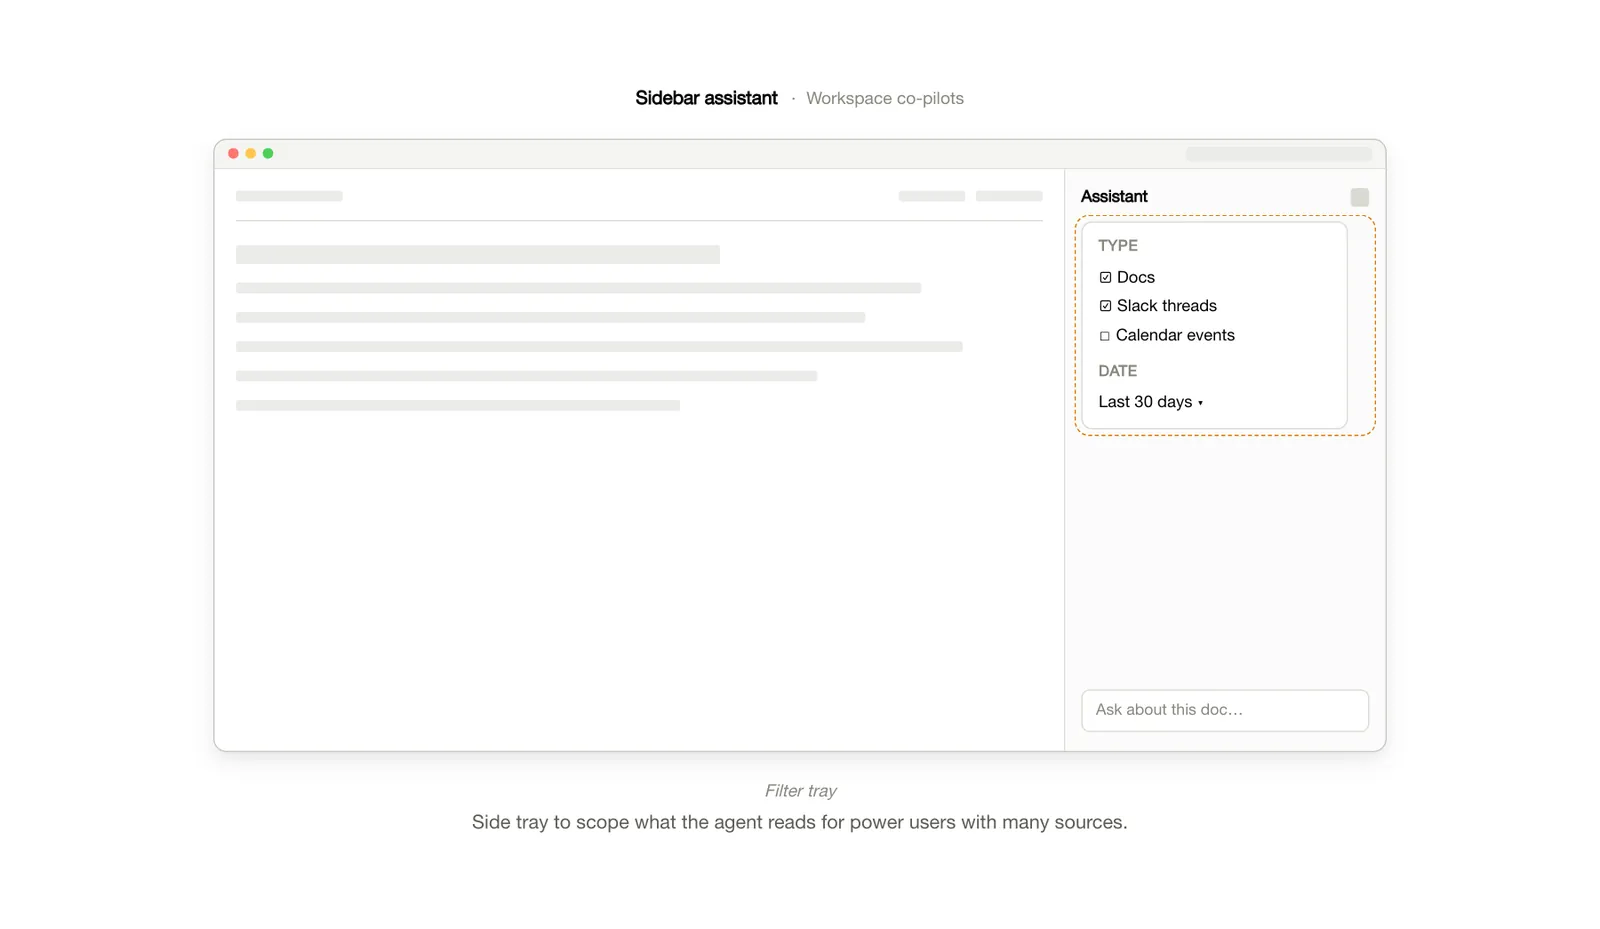 Sidebar assistant · Workspace co-pilots
Assistant
TYPE
☑ Docs
☑ Slack threads
☐ Calendar events
DATE
Last 30 days ▾
Ask about this doc…
Filter tray
Side tray to scope what the agent reads for power users with many sources.